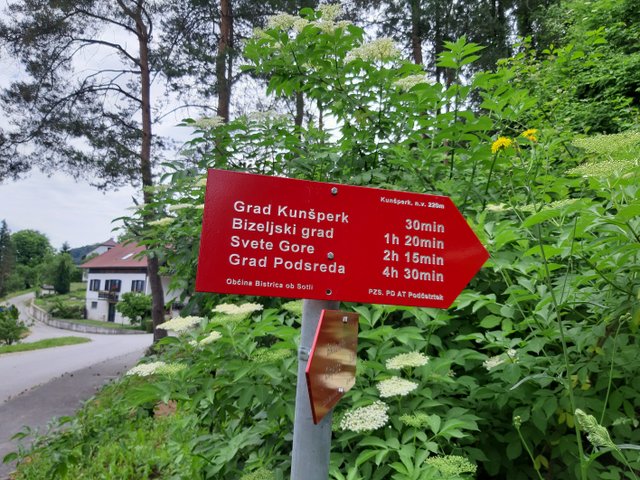 Kunšperk, n.v. 220m
Grad Kunšperk 30min
Bizeljski grad 1h 20min
Svete Gore 2h 15min
Grad Podsreda 4h 30min
Občina Bistrica ob Sotli PZS, PD AT Podčetrtek